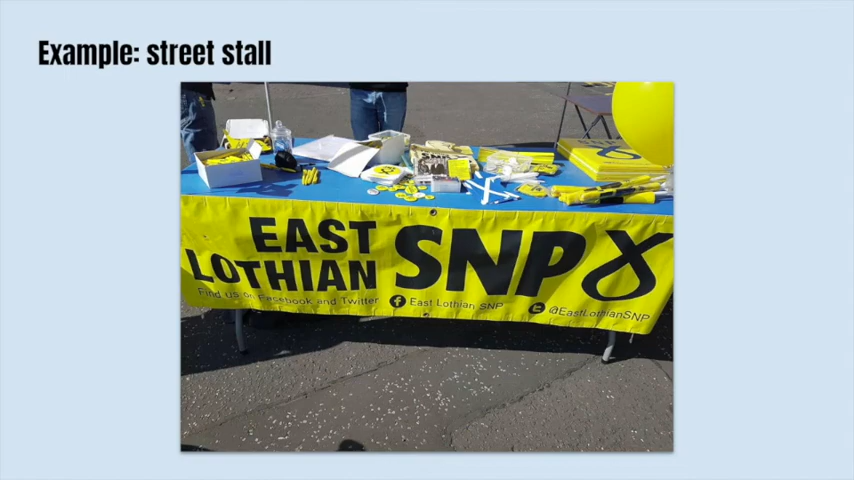 Example: street stall
EAST
LOTHIAN
SNP
Find us on Facebook and Twitter
East Lothian SNP
@EastLothianSNP